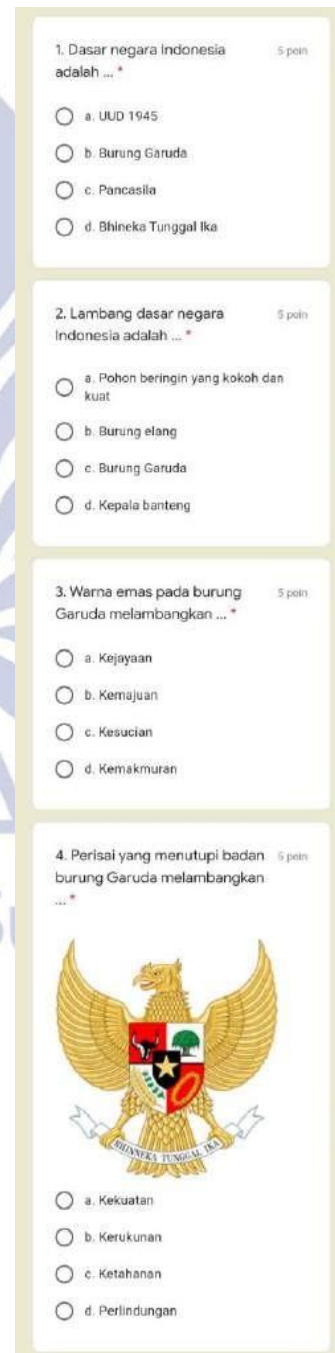 1. Dasar negara Indonesia
5 poin
adalah ... *
a. UUD 1945
b. Burung Garuda
c. Pancasila
d. Bhineka Tunggal Ika
2. Lambang dasar negara
5 poin
Indonesia adalah ... *
a. Pohon beringin yang kokoh dan
kuat
b. Burung elang
c. Burung Garuda
d. Kepala banteng
3. Warna emas pada burung
5 poin
Garuda melambangkan ... *
a. Kejayaan
b. Kemajuan
c. Kesucian
d. Kemakmuran
4. Perisai yang menutupi badan
5 poin
burung Garuda melambangkan
... *
BHINNEKA TUNGGAL IKA
a. Kekuatan
b. Kerukunan
c. Ketahanan
d. Perlindungan